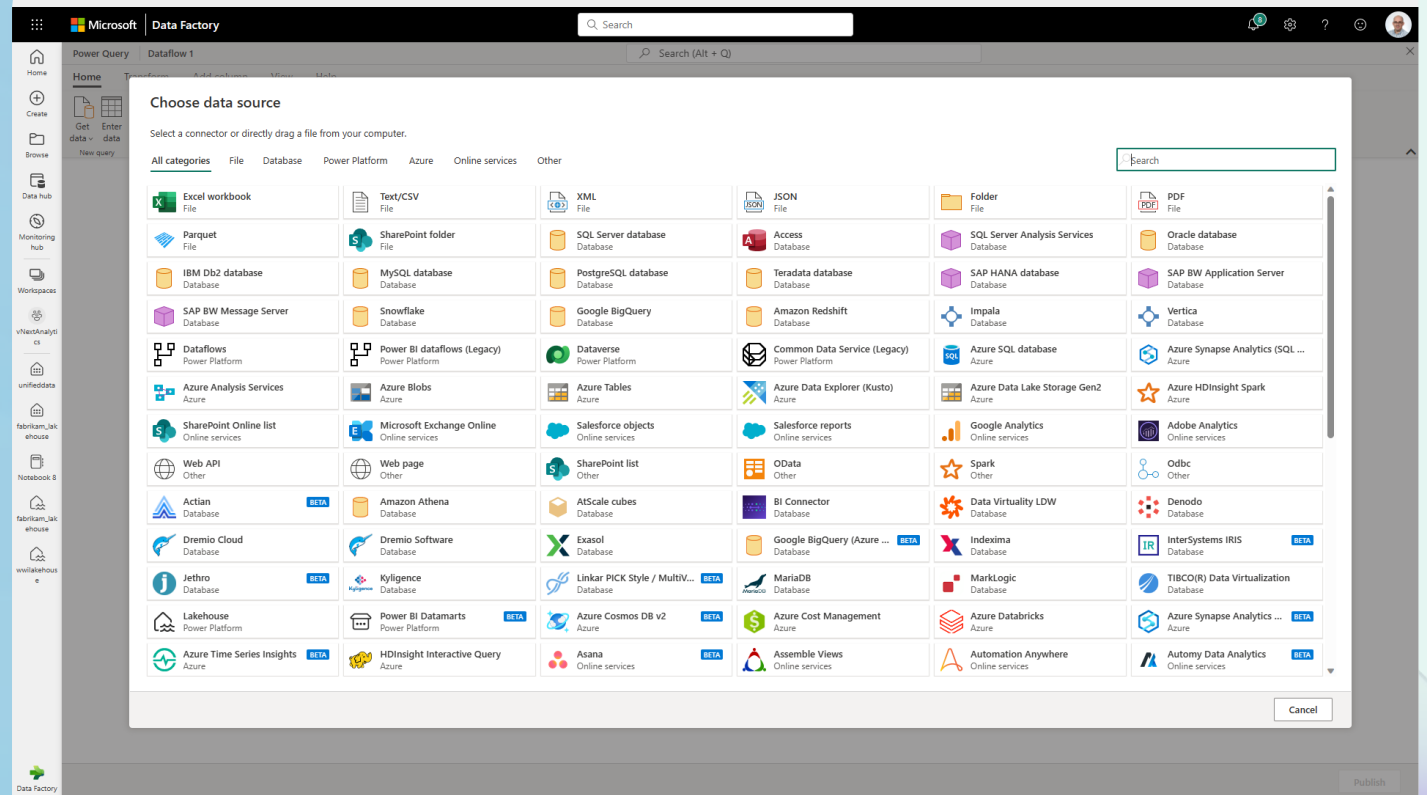 Microsoft Data Factory
Search
8
Home
Create
Browse
Data hub
Monitoring
hub
Workspaces
vNextAnalyti
cs
unifieddata
fabrikam_lak
ehouse
Notebook 8
fabrikam_lak
ehouse
wwilakehous
e
Data Factory
Power Query Dataflow 1
Search (Alt + Q)
Home Transform Add column View Help
Get Enter
data data
New query
Choose data source
Select a connector or directly drag a file from your computer.
All categories File Database Power Platform Azure Online services Other
Search
Excel workbook Text/CSV XML JSON Folder PDF
File File File File File File
Parquet SharePoint folder SQL Server database Access SQL Server Analysis Services Oracle database
File File Database Database Database Database
IBM Db2 database MySQL database PostgreSQL database Teradata database SAP HANA database SAP BW Application Server
Database Database Database Database Database Database
SAP BW Message Server Snowflake Google BigQuery Amazon Redshift Impala Vertica
Database Database Database Database Database Database
Dataflows Power BI dataflows (Legacy) Dataverse Common Data Service (Legacy) Azure SQL database Azure Synapse Analytics (SQL ...
Power Platform Power Platform Power Platform Power Platform Azure Azure
Azure Analysis Services Azure Blobs Azure Tables Azure Data Explorer (Kusto) Azure Data Lake Storage Gen2 Azure HDInsight Spark
Azure Azure Azure Azure Azure Azure
SharePoint Online list Microsoft Exchange Online Salesforce objects Salesforce reports Google Analytics Adobe Analytics
Online services Online services Online services Online services Online services Online services
Web API Web page SharePoint list OData Spark Odbc
Other Other Other Other Other Other
Actian BETA Amazon Athena AtScale cubes BI Connector Data Virtuality LDW Denodo
Database Database Database Database Database Database
Dremio Cloud Dremio Software Exasol Google BigQuery (Azure ... BETA Indexima InterSystems IRIS BETA
Database Database Database Database Database Database
Jethro BETA Kyligence Linkar PICK Style / MultiV... BETA MariaDB MarkLogic TIBCO(R) Data Virtualization
Database Database Database Database Database Database
Lakehouse Power BI Datamarts BETA Azure Cosmos DB v2 BETA Azure Cost Management Azure Databricks Azure Synapse Analytics ... BETA
Power Platform Power Platform Azure Azure Azure Azure
Azure Time Series Insights BETA HDInsight Interactive Query Asana BETA Assemble Views Automation Anywhere Automy Data Analytics BETA
Azure Azure Online services Online services Online services Online services
Cancel
Publish